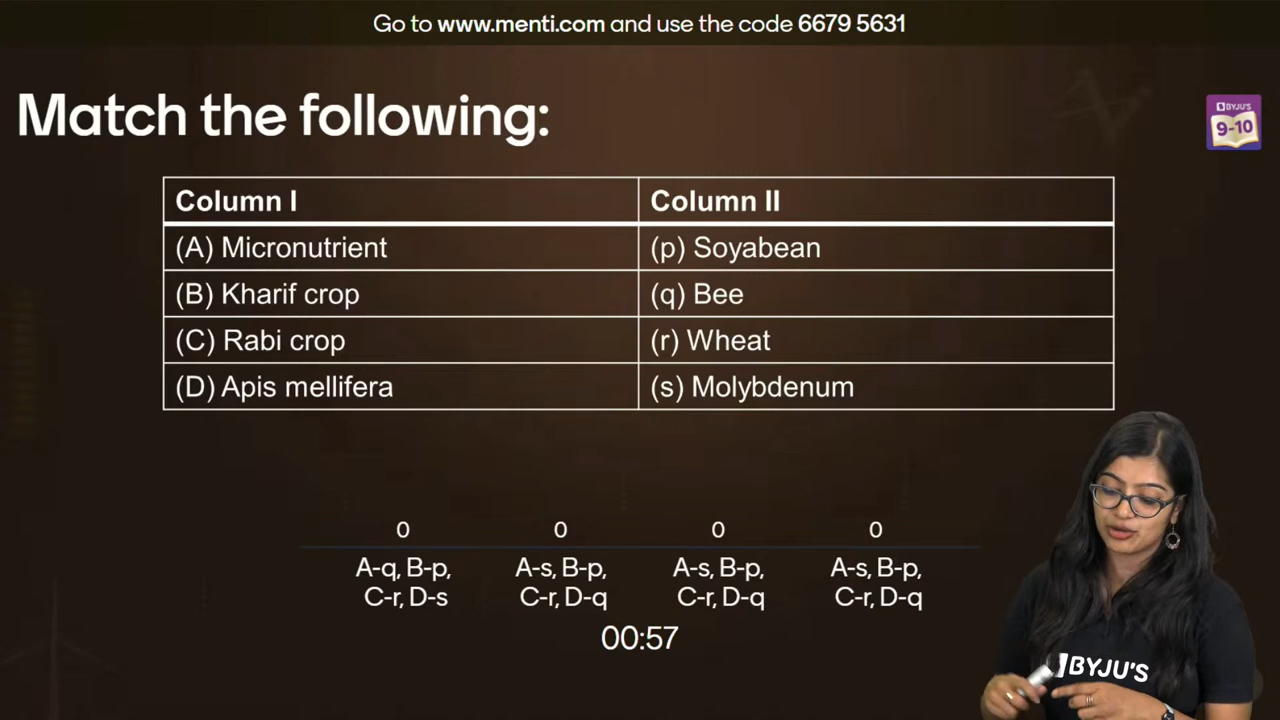 Go to www.menti.com and use the code 6679 5631
Match the following:
BYJU'S
9-10
Column I Column II
(A) Micronutrient (p) Soyabean
(B) Kharif crop (q) Bee
(C) Rabi crop (r) Wheat
(D) Apis mellifera (s) Molybdenum
0 0 0 0
A-q, B-p, A-s, B-p, A-s, B-p, A-s, B-p,
C-r, D-s C-r, D-q C-r, D-q C-r, D-q
00:57
BYJU'S